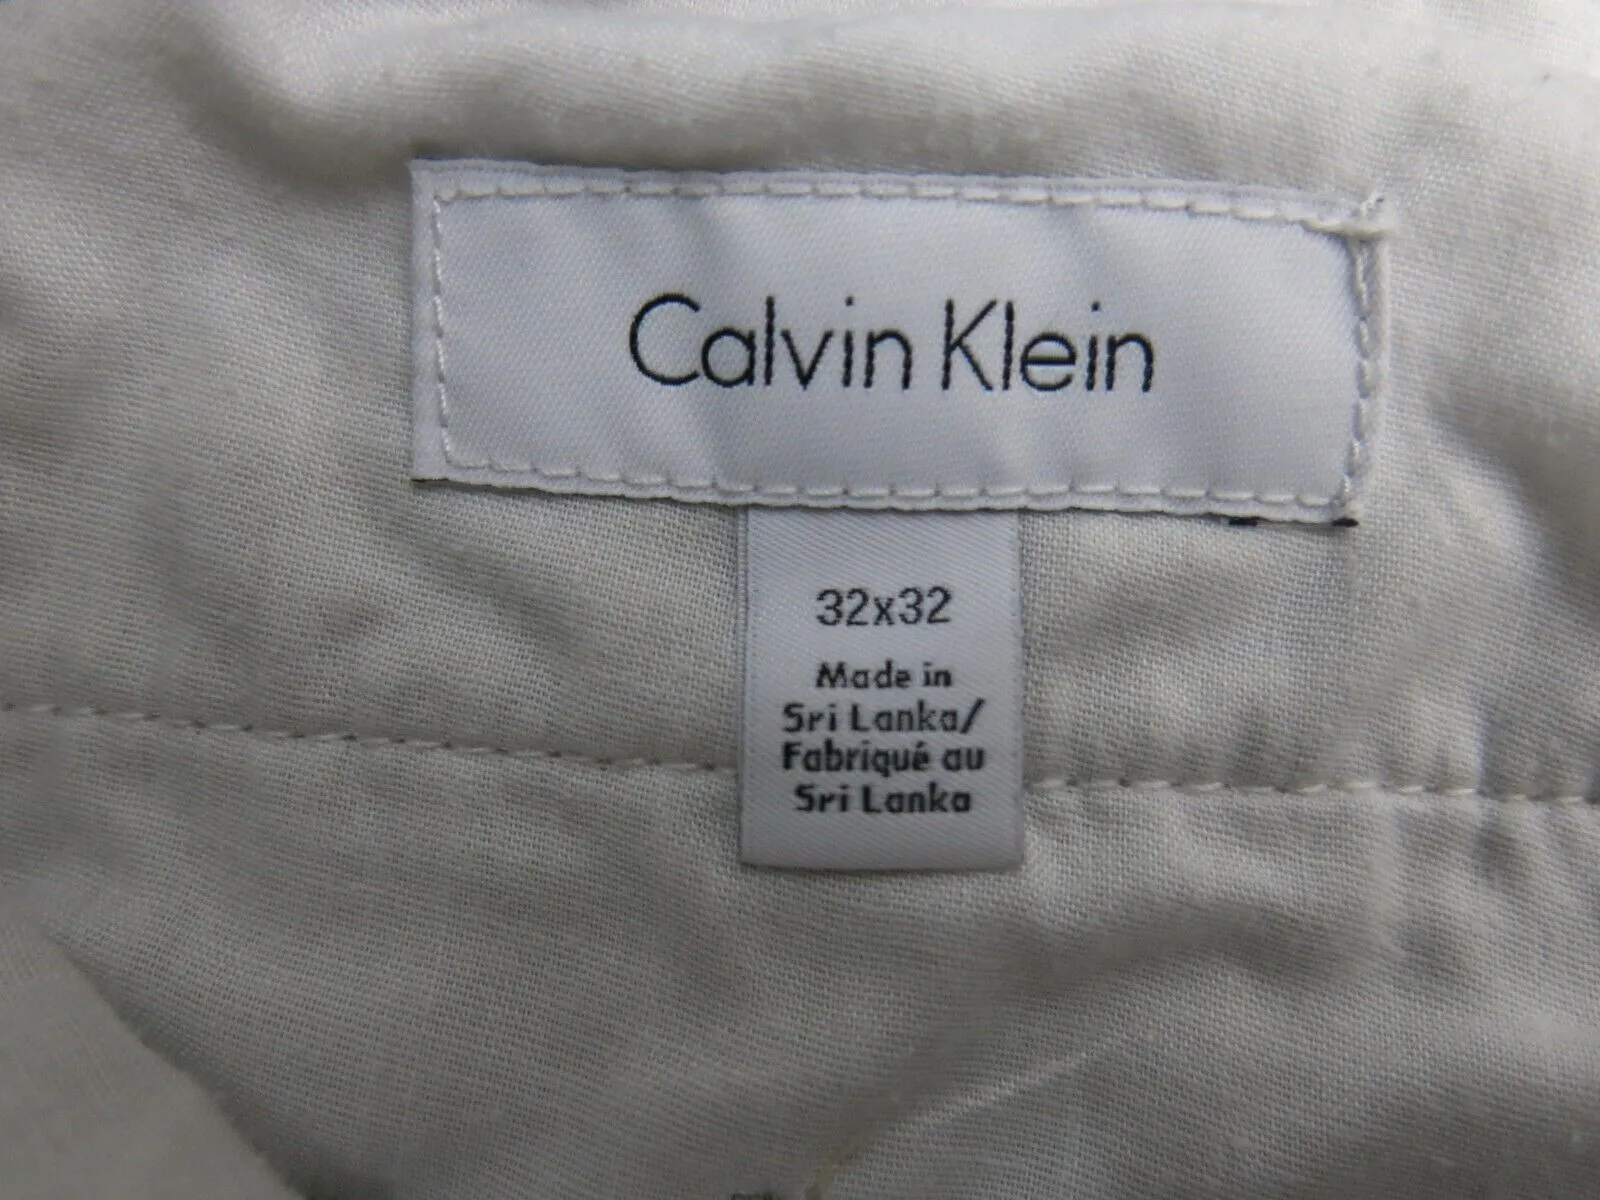 Calvin Klein
32x32
Made in
Sri Lanka/
Fabriqué au
Sri Lanka